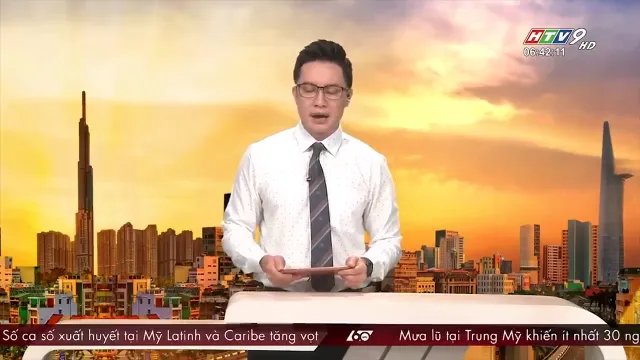 HTV9 HD
06:42:11
Số ca sốt xuất huyết tại Mỹ Latinh và Caribe tăng vọt 60 Mưa lũ tại Trung Mỹ khiến ít nhất 30 ng